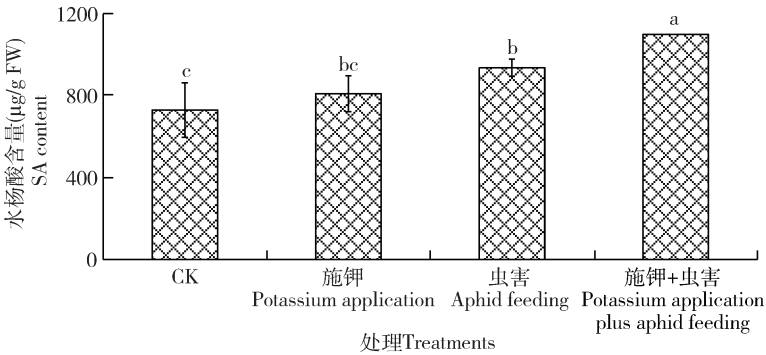 水杨酸含量(μg/g FW)
SA content
1200
800
400
0
c
bc
b
a
CK
施钾
Potassium application
虫害
Aphid feeding
施钾+虫害
Potassium application
plus aphid feeding
处理Treatments